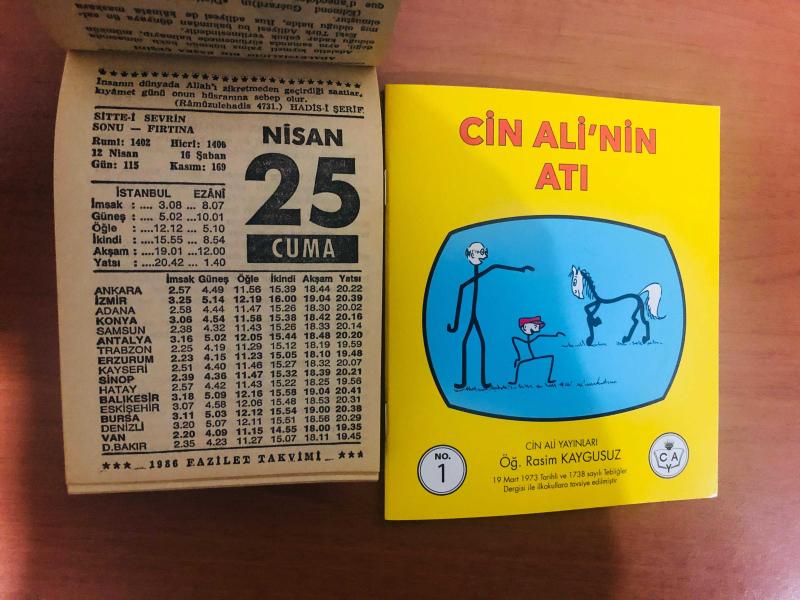 İnsanın dünyada Allah'ı zikretmeden geçirdiği saatlar,
kıyâmet günü onun hüsranına sebep olur.
(Râmûzulehadis 4731.) HADİS-İ ŞERİF
SİTTE-İ SEVRİN
SONU — FIRTINA
Rumî: 1402 Hicrî: 1406
12 Nisan 16 Şaban
Gün: 115 Kasım: 169
NİSAN
25
CUMA
İSTANBUL EZANÎ
İmsak : .... 3.08 ... 8.07
Güneş : .... 5.02 ...10.01
Öğle : ....12.12 ... 5.10
İkindi : ....15.55 ... 8.54
Akşam : ....19.01 ...12.00
Yatsı : ....20.42 ... 1.40
İmsak Güneş Öğle İkindi Akşam Yatsı
ANKARA 2.57 4.49 11.56 15.39 18.44 20.22
İZMİR 3.25 5.14 12.19 16.00 19.04 20.39
ADANA 2.58 4.44 11.47 15.26 18.30 20.02
KONYA 3.06 4.54 11.58 15.38 18.42 20.16
SAMSUN 2.38 4.32 11.43 15.26 18.33 20.14
ANTALYA 3.16 5.02 12.05 15.44 18.48 20.20
TRABZON 2.25 4.19 11.29 15.12 18.19 19.59
ERZURUM 2.23 4.15 11.23 15.05 18.10 19.48
KAYSERİ 2.51 4.40 11.46 15.27 18.32 20.07
SİNOP 2.39 4.36 11.47 15.32 18.39 20.21
HATAY 2.57 4.42 11.43 15.22 18.25 19.56
BALIKESİR 3.18 5.09 12.16 15.58 19.04 20.41
ESKİŞEHİR 3.07 4.58 12.06 15.48 18.53 20.31
BURSA 3.11 5.03 12.12 15.54 19.00 20.38
DENİZLİ 3.20 5.07 12.11 15.51 18.56 20.29
VAN 2.20 4.09 11.15 14.55 18.00 19.35
D.BAKIR 2.35 4.23 11.27 15.07 18.11 19.45
1986 FAZİLET TAKVİMİ
CİN ALİ'NİN
ATI
NO.
1
CİN ALİ YAYINLARI
Öğ. Rasim KAYGUSUZ
19 Mart 1973 Tarihli ve 1738 sayılı Tebliğler
Dergisi ile ilkokullara tavsiye edilmiştir
C A
Y